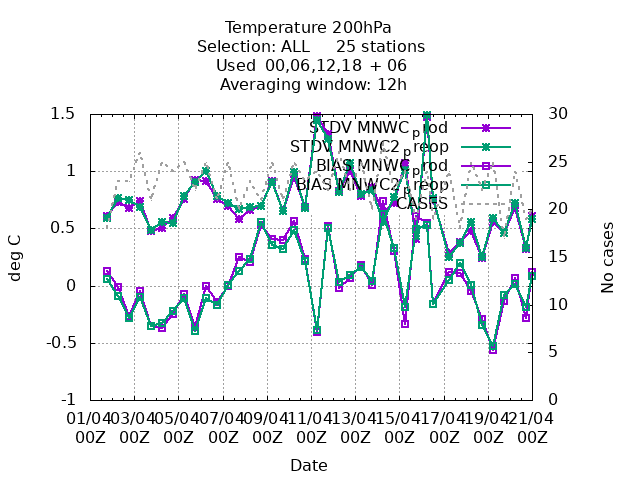 Temperature 200hPa
Selection: ALL 25 stations
Used 00,06,12,18 + 06
Averaging window: 12h
1.5
1
0.5
0
-0.5
-1
deg C
30
25
20
15
10
5
0
No cases
STDV MNWC_prod
STDV MNWC2_preop
BIAS MNWC_prod
BIAS MNWC2_preop
CASES
01/04 03/04 05/04 07/04 09/04 11/04 13/04 15/04 17/04 19/04 21/04
00Z 00Z 00Z 00Z 00Z 00Z 00Z 00Z 00Z 00Z 00Z
Date